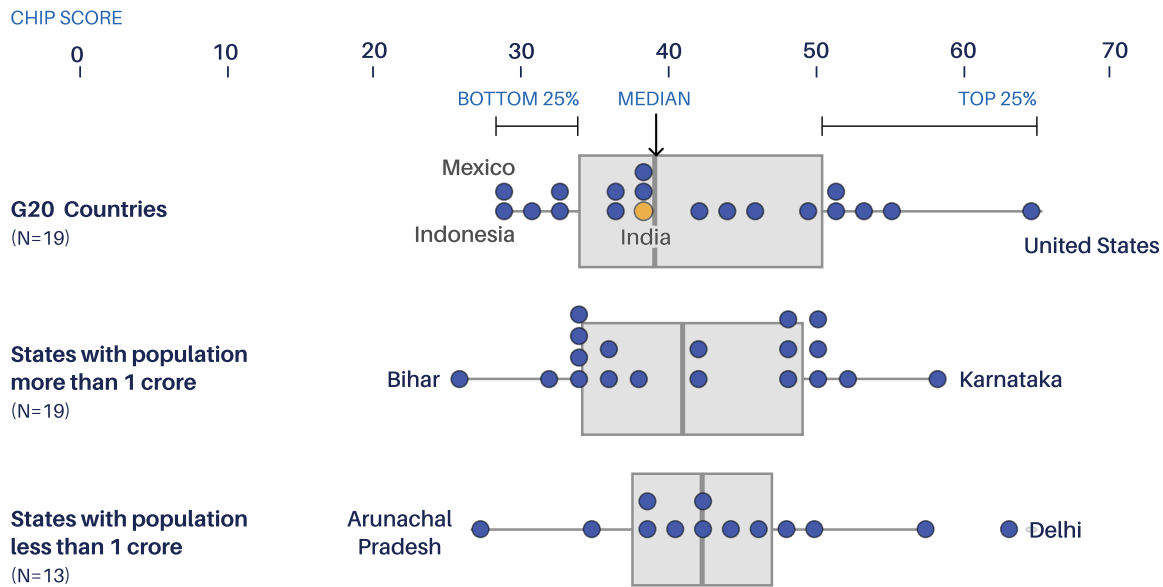 CHIP SCORE
0 10 20 30 40 50 60 70
BOTTOM 25% MEDIAN TOP 25%
Mexico
G20 Countries
(N=19)
Indonesia
India
United States
States with population
more than 1 crore
(N=19)
Bihar
Karnataka
States with population
less than 1 crore
(N=13)
Arunachal
Pradesh
Delhi